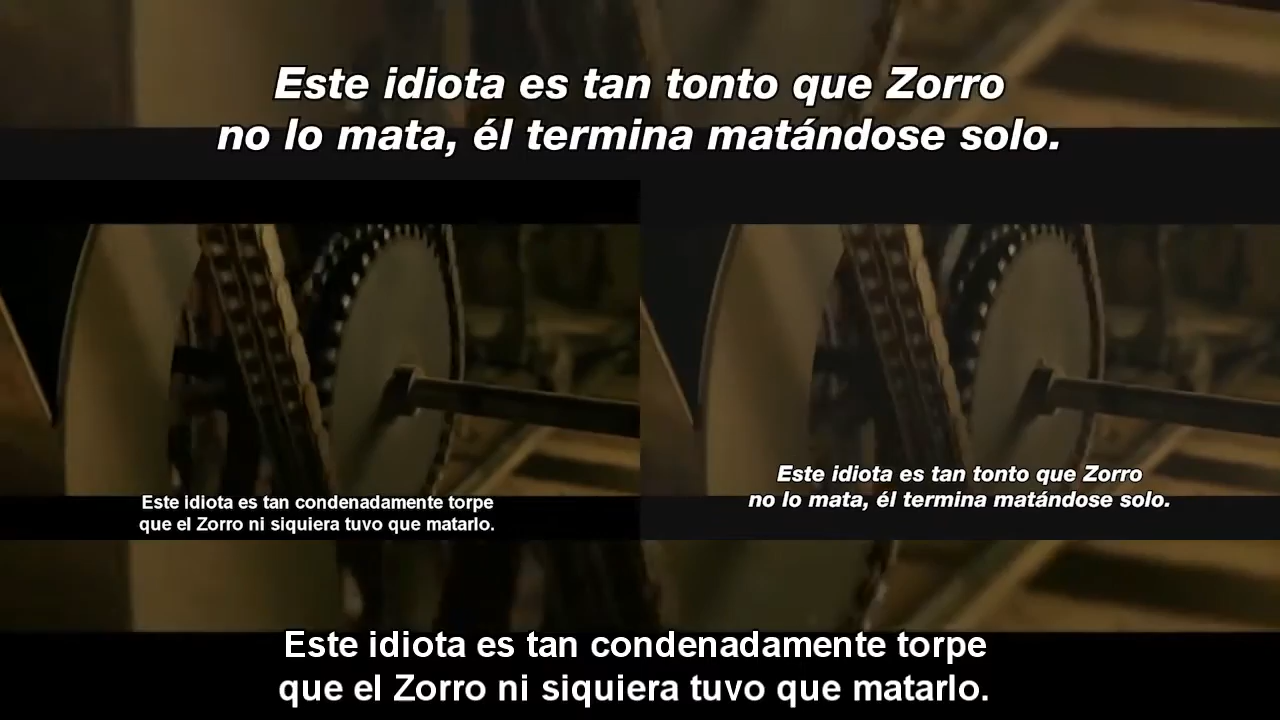 Este idiota es tan tonto que Zorro
no lo mata, él termina matándose solo.
Este idiota es tan condenadamente torpe
que el Zorro ni siquiera tuvo que matarlo.
Este idiota es tan tonto que Zorro
no lo mata, él termina matándose solo.
Este idiota es tan condenadamente torpe
que el Zorro ni siquiera tuvo que matarlo.